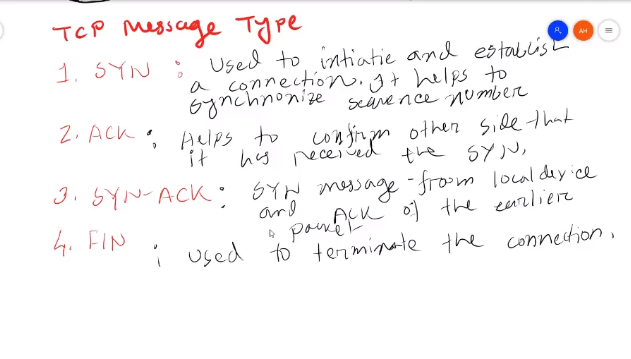 TCP Message Type
1. SYN : Used to intiatie and establish
a connection. It helps to
synchronize sequence number
2. ACK : Helps to confirm other side that
it has received the SYN.
3. SYN-ACK : SYN message from local device
and ACK of the earlier
packet
4. FIN : used to terminate the connection.
AH